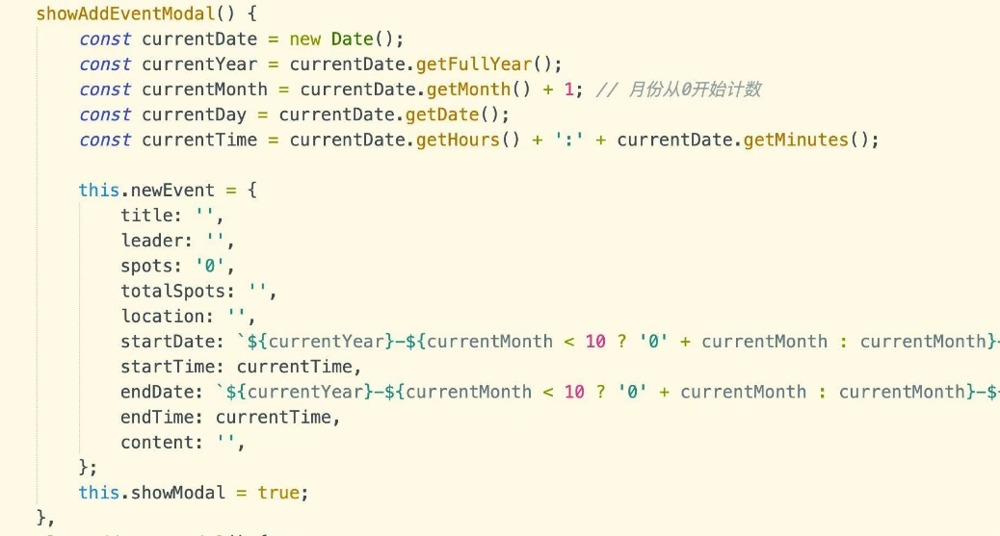 showAddEventModal() {
const currentDate = new Date();
const currentYear = currentDate.getFullYear();
const currentMonth = currentDate.getMonth() + 1; // 月份从0开始计数
const currentDay = currentDate.getDate();
const currentTime = currentDate.getHours() + ':' + currentDate.getMinutes();
this.newEvent = {
title: '',
leader: '',
spots: '0',
totalSpots: '',
location: '',
startDate: `${currentYear}-${currentMonth < 10 ? '0' + currentMonth : currentMonth}-
startTime: currentTime,
endDate: `${currentYear}-${currentMonth < 10 ? '0' + currentMonth : currentMonth}-$
endTime: currentTime,
content: '',
};
this.showModal = true;
},